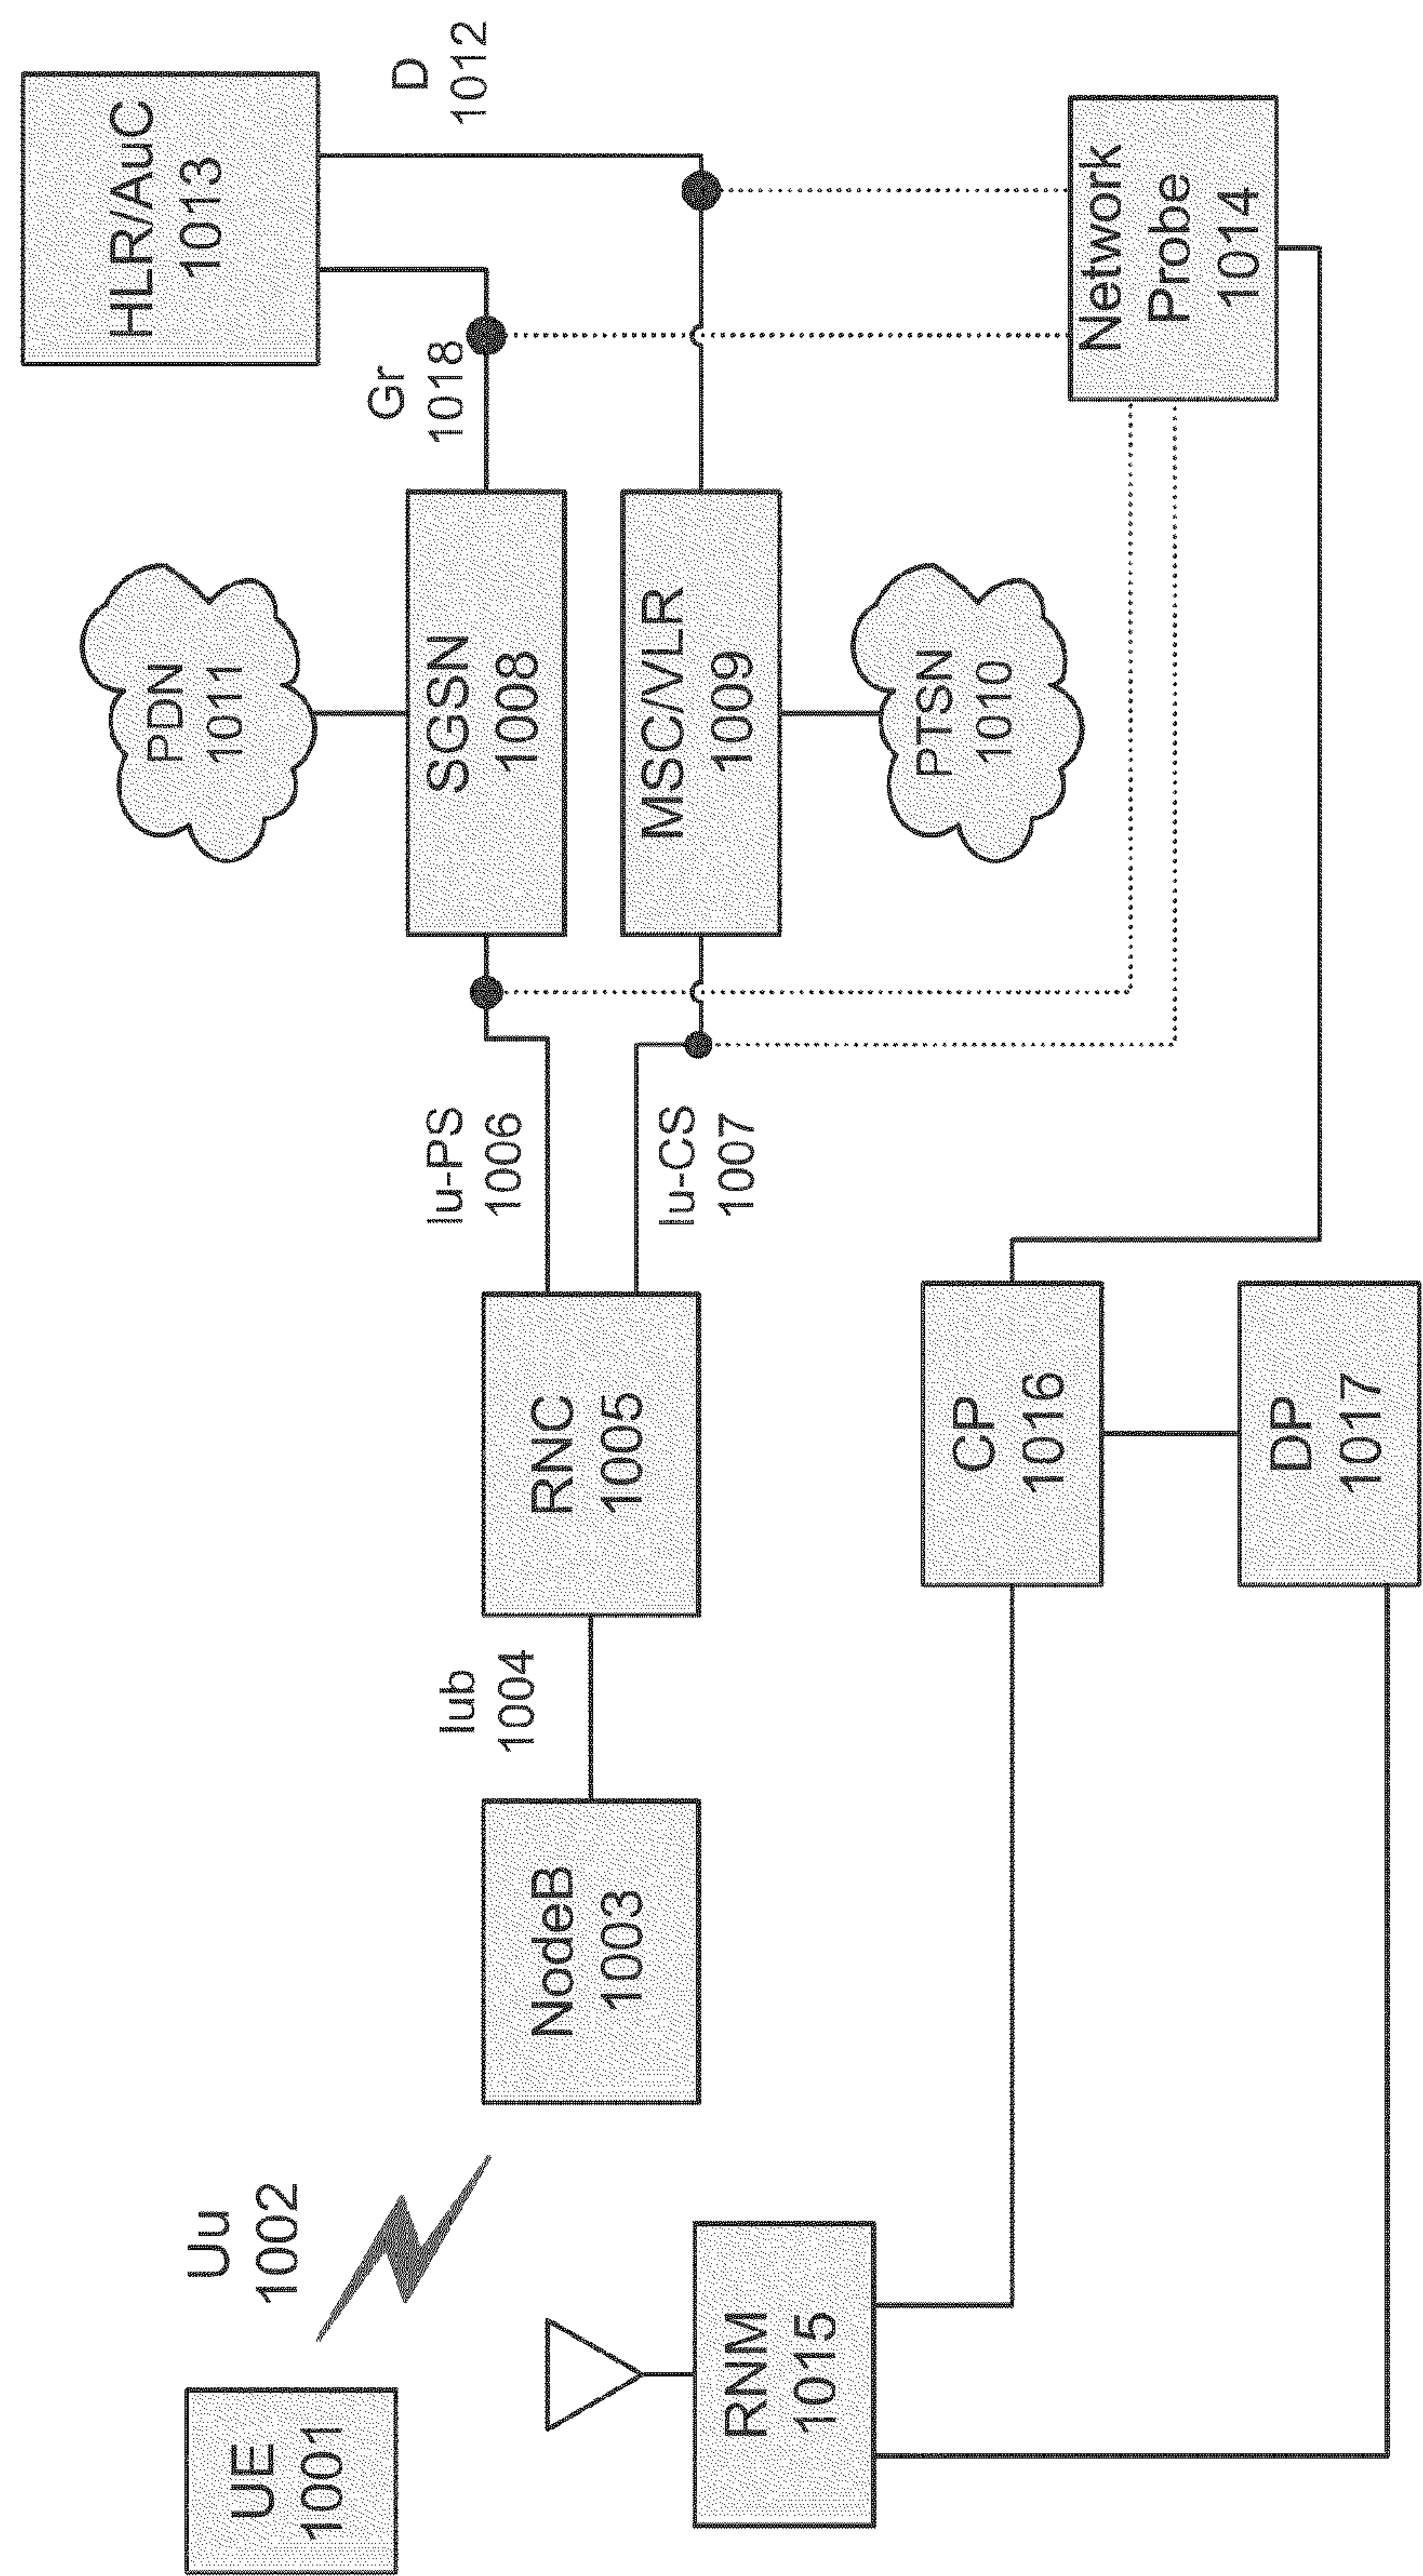 UE
1001
Uu
1002
NodeB
1003
Iub
1004
RNC
1005
Iu-PS
1006
Iu-CS
1007
PDN
1011
SGSN
1008
MSC/VLR
1009
PTSN
1010
Gr
1018
D
1012
HLR/AuC
1013
Network
Probe
1014
RNM
1015
CP
1016
DP
1017